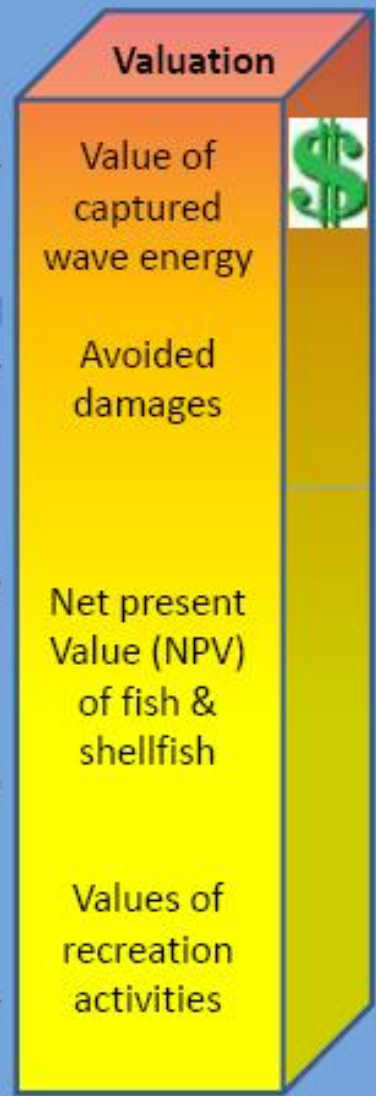 Valuation
$
Value of
captured
wave energy
Avoided
damages
Net present
Value (NPV)
of fish &
shellfish
Values of
recreation
activities